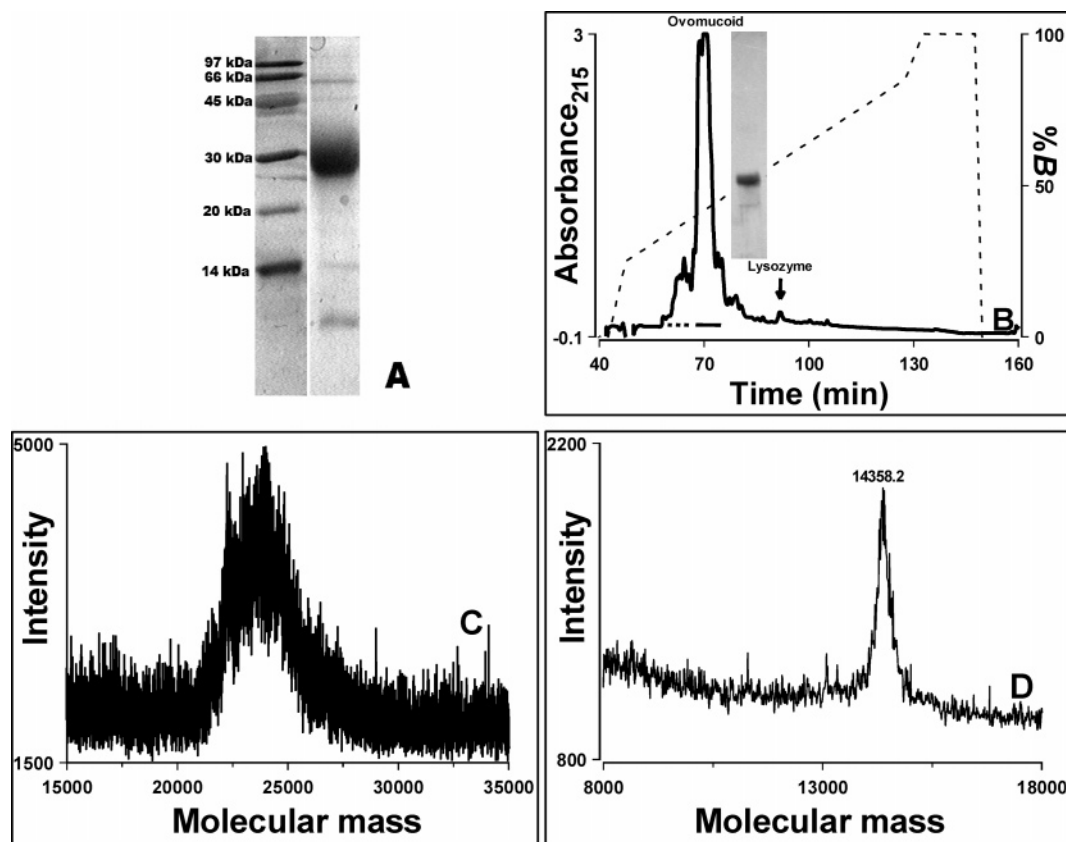 97 kDa
66 kDa
45 kDa
30 kDa
20 kDa
14 kDa
A
Ovomucoid
3
100
Absorbance215
%B
50
Lysozyme
B
-0.1
0
40
70
100
130
160
Time (min)
5000
Intensity
C
1500
15000
20000
25000
30000
35000
Molecular mass
2200
14358.2
Intensity
D
800
8000
13000
18000
Molecular mass